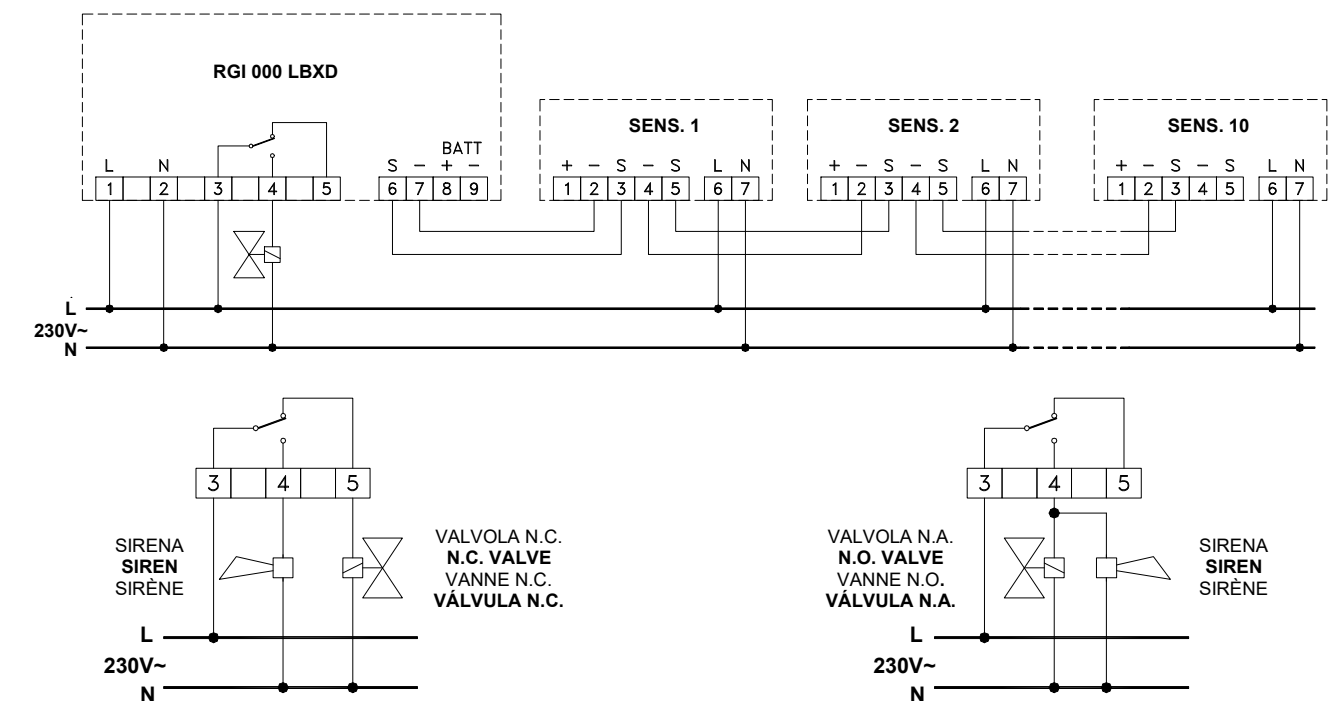 RGI 000 LBXD
SENS. 1
SENS. 2
SENS. 10
BATT
L N S – + –
+ – S – S L N
+ – S – S L N
+ – S – S L N
1 2 3 4 5 6 7 8 9
1 2 3 4 5 6 7
1 2 3 4 5 6 7
1 2 3 4 5 6 7
L
230V~
N
3 4 5
SIRENA
SIREN
SIRÈNE
VALVOLA N.C.
N.C. VALVE
VANNE N.C.
VÁLVULA N.C.
L
230V~
N
3 4 5
VALVOLA N.A.
N.O. VALVE
VANNE N.O.
VÁLVULA N.A.
SIRENA
SIREN
SIRÈNE
L
230V~
N